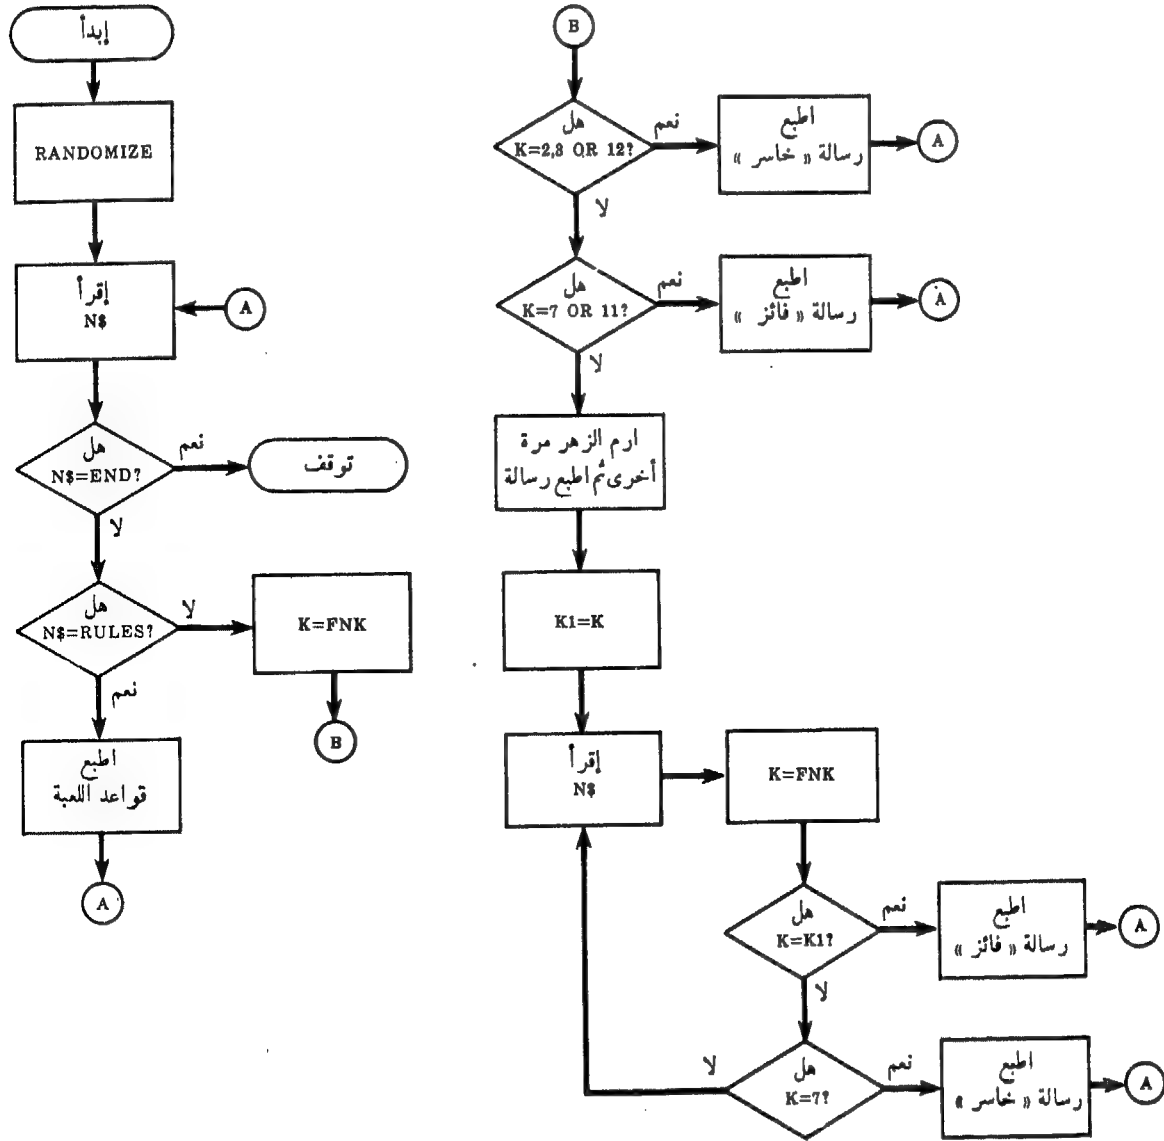 إبدأ
RANDOMIZE
إقرأ
N$
A
هل
N$=END?
نعم
توقف
لا
هل
N$=RULES?
لا
K=FNK
B
نعم
اطبع
قواعد اللعبة
A
B
هل
K=2,3 OR 12?
نعم
اطبع
رسالة « خاسر »
A
لا
هل
K=7 OR 11?
نعم
اطبع
رسالة « فائز »
A
لا
ارم الزهر مرة
أخرى ثم اطبع رسالة
K1=K
إقرأ
N$
K=FNK
هل
K=K1?
نعم
اطبع
رسالة « فائز »
A
لا
هل
K=7?
لا
نعم
اطبع
رسالة « خاسر »
A